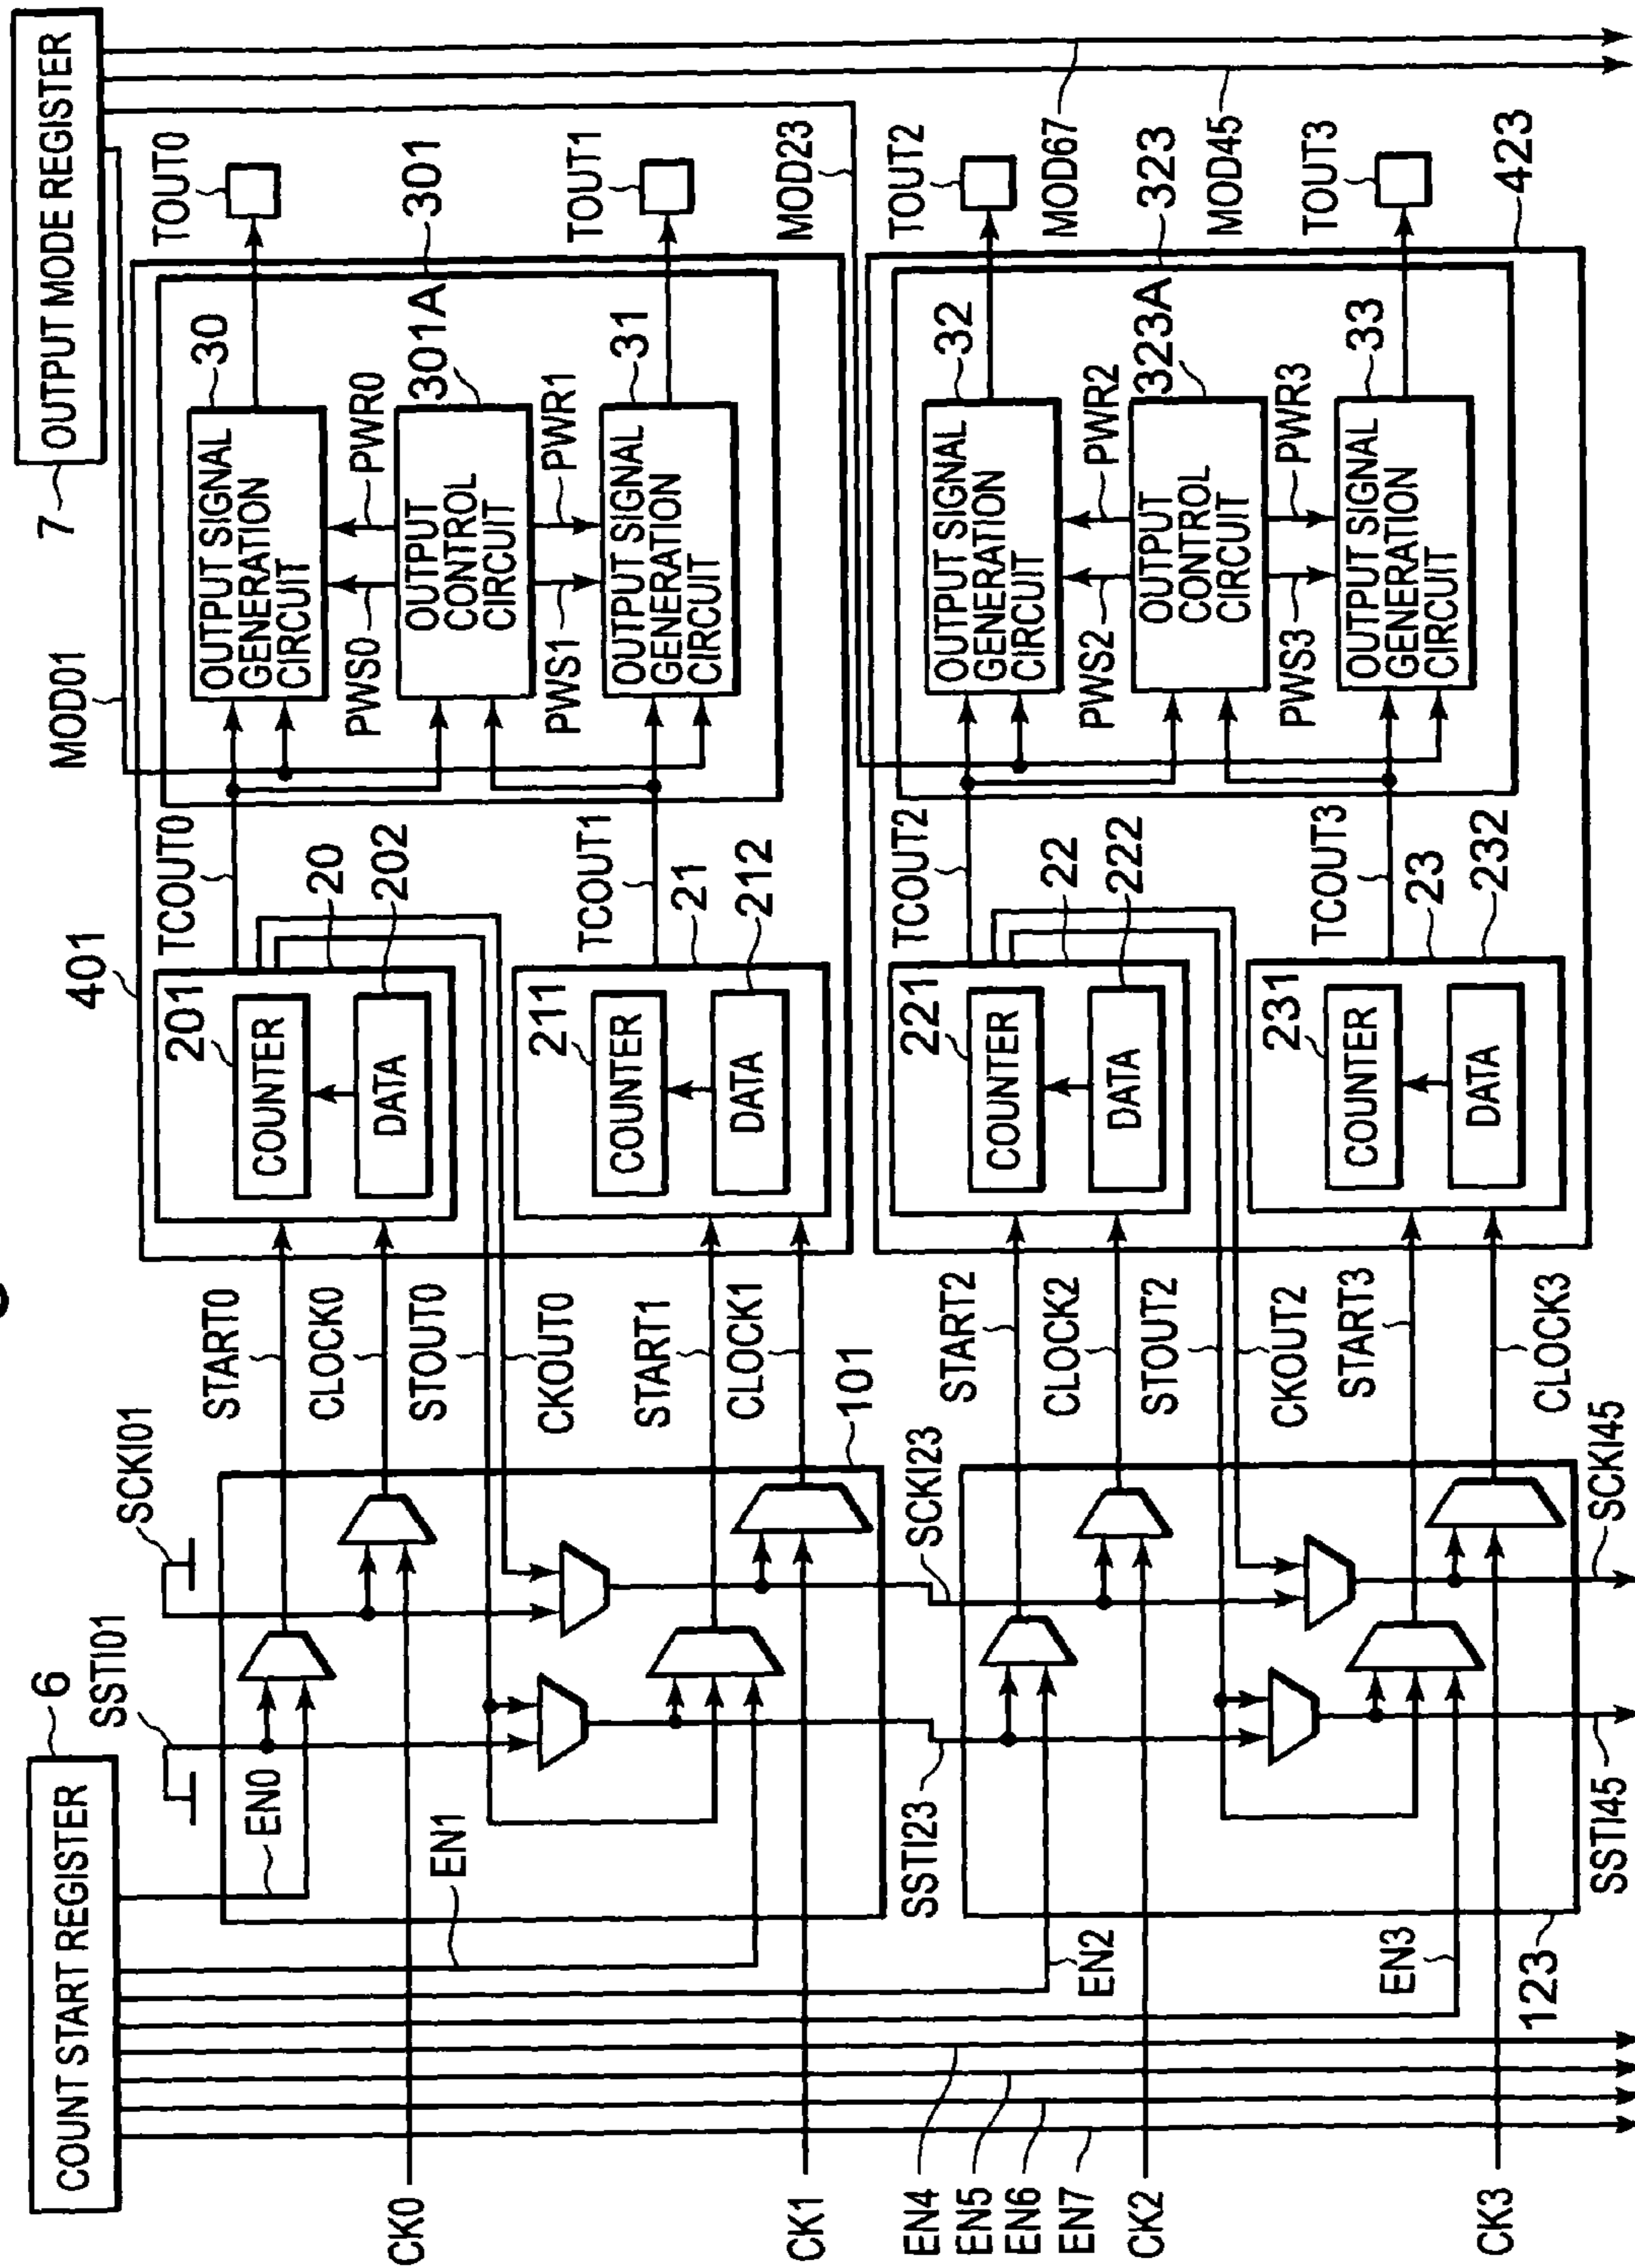 7
OUTPUT MODE REGISTER
MOD01
401
TCOUT0
201
COUNTER
20
202
DATA
30
OUTPUT SIGNAL
GENERATION
CIRCUIT
TOUT0
PWS0
PWR0
OUTPUT
CONTROL
CIRCUIT
301A
301
PWS1
PWR1
31
OUTPUT SIGNAL
GENERATION
CIRCUIT
TOUT1
TCOUT1
21
211
COUNTER
212
DATA
MOD23
TCOUT2
221
COUNTER
22
222
DATA
32
OUTPUT SIGNAL
GENERATION
CIRCUIT
TOUT2
MOD67
PWS2
PWR2
OUTPUT
CONTROL
CIRCUIT
323A
323
MOD45
PWS3
PWR3
33
OUTPUT SIGNAL
GENERATION
CIRCUIT
TOUT3
423
TCOUT3
23
231
COUNTER
232
DATA
6
COUNT START REGISTER
SSTI01
SCKI01
EN0
START0
CLOCK0
STOUT0
CKOUT0
EN1
START1
CLOCK1
101
CK0
CK1
SSTI23
SCKI23
START2
CLOCK2
STOUT2
CKOUT2
EN2
START3
CLOCK3
EN3
123
EN4
EN5
EN6
EN7
CK2
CK3
SSTI45
SCKI45